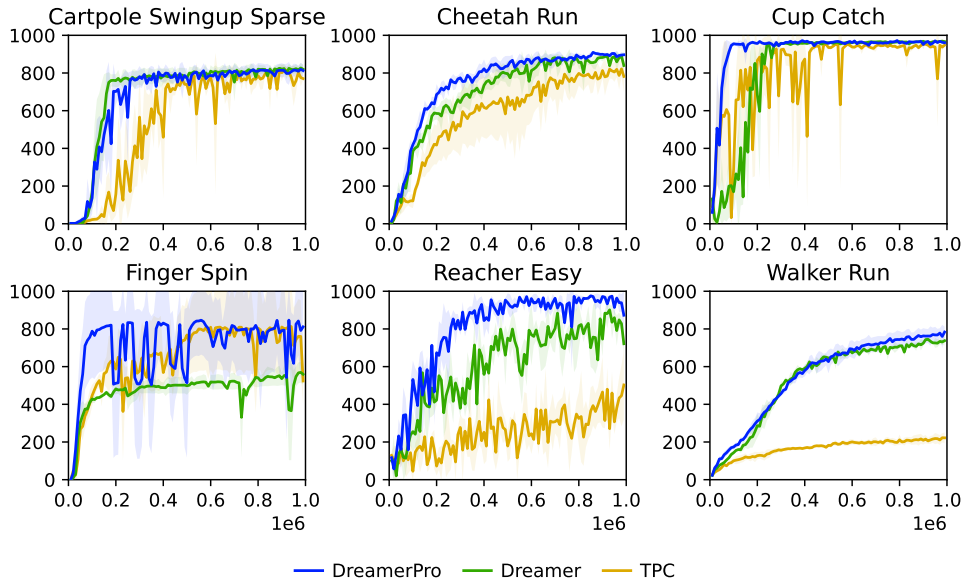 Cartpole Swingup Sparse
1000
800
600
400
200
0
0.0 0.2 0.4 0.6 0.8 1.0
Cheetah Run
1000
800
600
400
200
0
0.0 0.2 0.4 0.6 0.8 1.0
Cup Catch
1000
800
600
400
200
0
0.0 0.2 0.4 0.6 0.8 1.0
Finger Spin
1000
800
600
400
200
0
0.0 0.2 0.4 0.6 0.8 1.0
1e6
Reacher Easy
1000
800
600
400
200
0
0.0 0.2 0.4 0.6 0.8 1.0
1e6
Walker Run
1000
800
600
400
200
0
0.0 0.2 0.4 0.6 0.8 1.0
1e6
DreamerPro Dreamer TPC